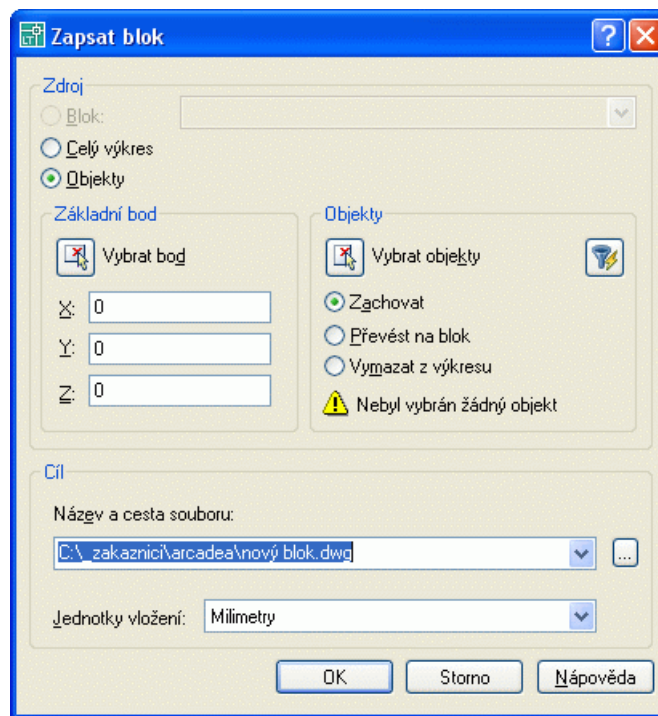 Zapsat blok
Zdroj
Blok:
Celý výkres
Objekty
Základní bod
Vybrat bod
X: 0
Y: 0
Z: 0
Objekty
Vybrat objekty
Zachovat
Převést na blok
Vymazat z výkresu
Nebyl vybrán žádný objekt
Cíl
Název a cesta souboru:
C:\_zakaznici\arcadea\nový blok.dwg
...
Jednotky vložení: Milimetry
OK Storno Nápověda